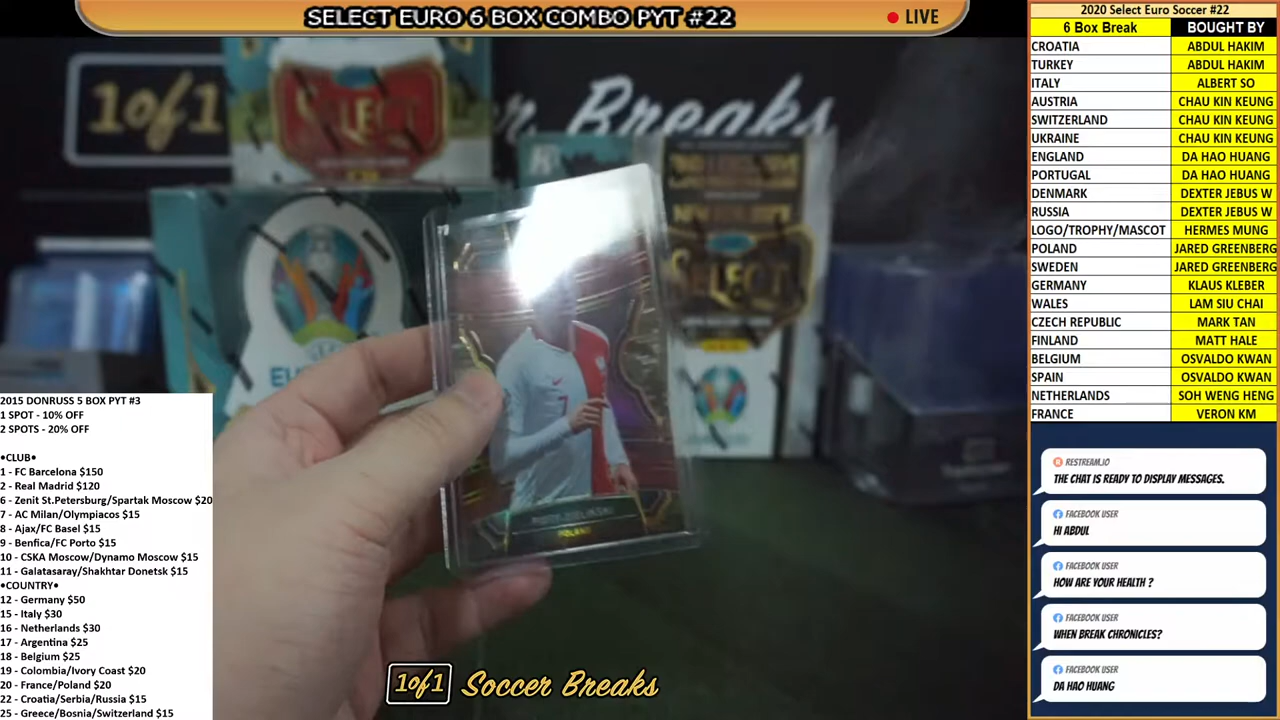 SELECT EURO 6 BOX COMBO PYT #22
LIVE
2020 Select Euro Soccer #22
6 Box Break BOUGHT BY
CROATIA ABDUL HAKIM
TURKEY ABDUL HAKIM
ITALY ALBERT SO
AUSTRIA CHAU KIN KEUNG
SWITZERLAND CHAU KIN KEUNG
UKRAINE CHAU KIN KEUNG
ENGLAND DA HAO HUANG
PORTUGAL DA HAO HUANG
DENMARK DEXTER JEBUS W
RUSSIA DEXTER JEBUS W
LOGO/TROPHY/MASCOT HERMES MUNG
POLAND JARED GREENBERG
SWEDEN JARED GREENBERG
GERMANY KLAUS KLEBER
WALES LAM SIU CHAI
CZECH REPUBLIC MARK TAN
FINLAND MATT HALE
BELGIUM OSVALDO KWAN
SPAIN OSVALDO KWAN
NETHERLANDS SOH WENG HENG
FRANCE VERON KM
1of1
Breaks
SELECT
SELECT
POLAND
2015 DONRUSS 5 BOX PYT #3
1 SPOT - 10% OFF
2 SPOTS - 20% OFF
•CLUB•
1 - FC Barcelona $150
2 - Real Madrid $120
6 - Zenit St.Petersburg/Spartak Moscow $20
7 - AC Milan/Olympiacos $15
8 - Ajax/FC Basel $15
9 - Benfica/FC Porto $15
10 - CSKA Moscow/Dynamo Moscow $15
11 - Galatasaray/Shakhtar Donetsk $15
•COUNTRY•
12 - Germany $50
15 - Italy $30
16 - Netherlands $30
17 - Argentina $25
18 - Belgium $25
19 - Colombia/Ivory Coast $20
20 - France/Poland $20
22 - Croatia/Serbia/Russia $15
25 - Greece/Bosnia/Switzerland $15
RESTREAM.IO
THE CHAT IS READY TO DISPLAY MESSAGES.
FACEBOOK USER
HI ABDUL
FACEBOOK USER
HOW ARE YOUR HEALTH ?
FACEBOOK USER
WHEN BREAK CHRONICLES?
FACEBOOK USER
DA HAO HUANG
1of1 Soccer Breaks